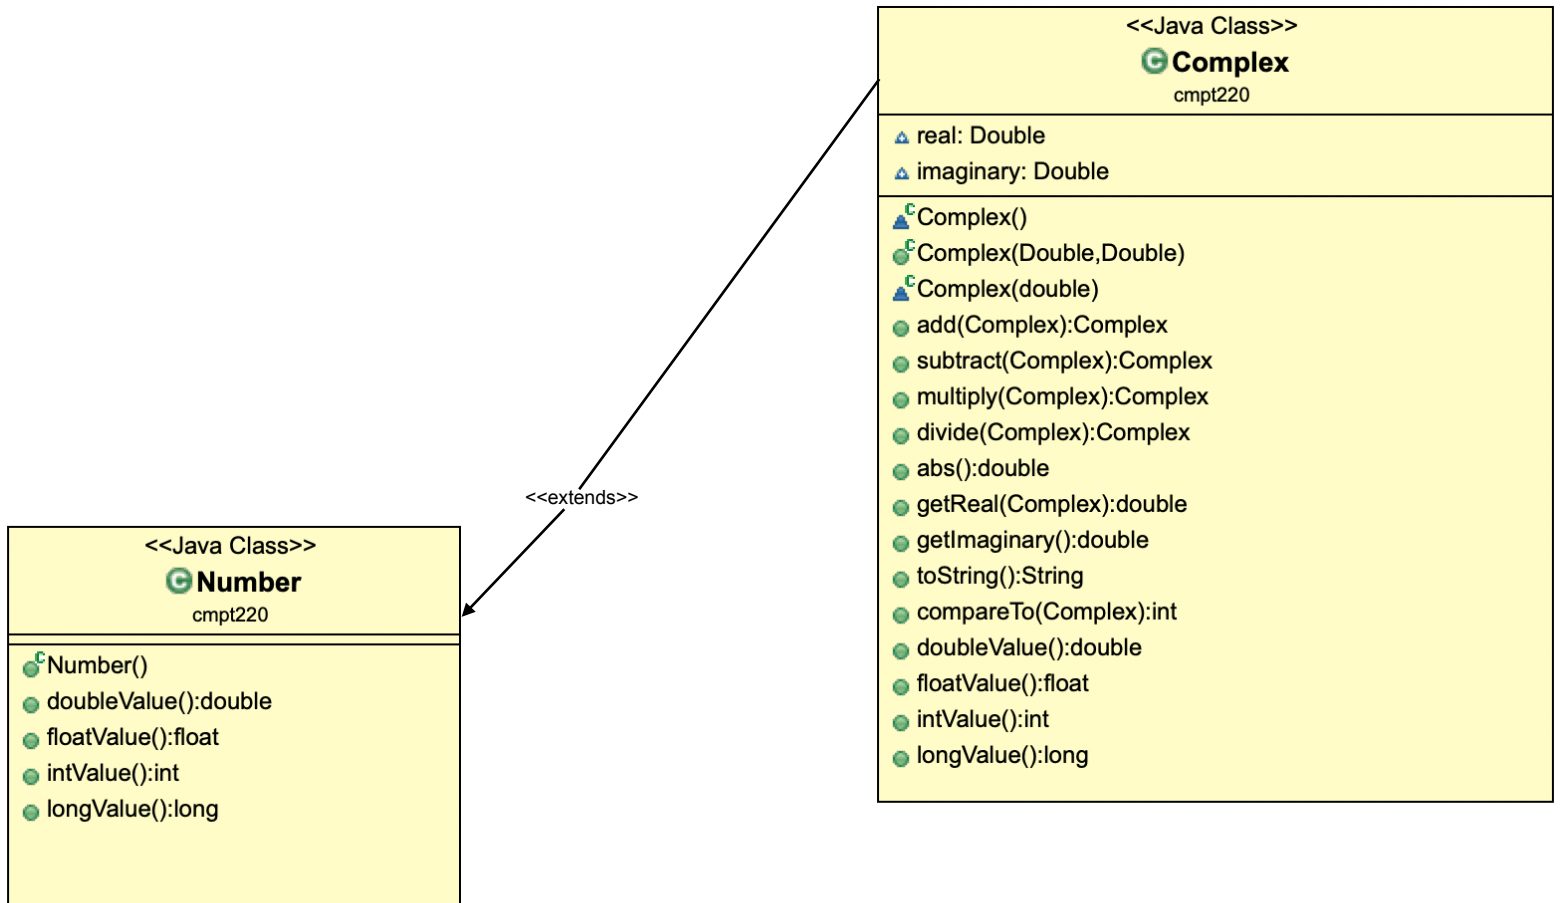 <<Java Class>>
Complex
cmpt220
real: Double
imaginary: Double
Complex()
Complex(Double,Double)
Complex(double)
add(Complex):Complex
subtract(Complex):Complex
multiply(Complex):Complex
divide(Complex):Complex
abs():double
getReal(Complex):double
getImaginary():double
toString():String
compareTo(Complex):int
doubleValue():double
floatValue():float
intValue():int
longValue():long
<<extends>>
<<Java Class>>
Number
cmpt220
Number()
doubleValue():double
floatValue():float
intValue():int
longValue():long